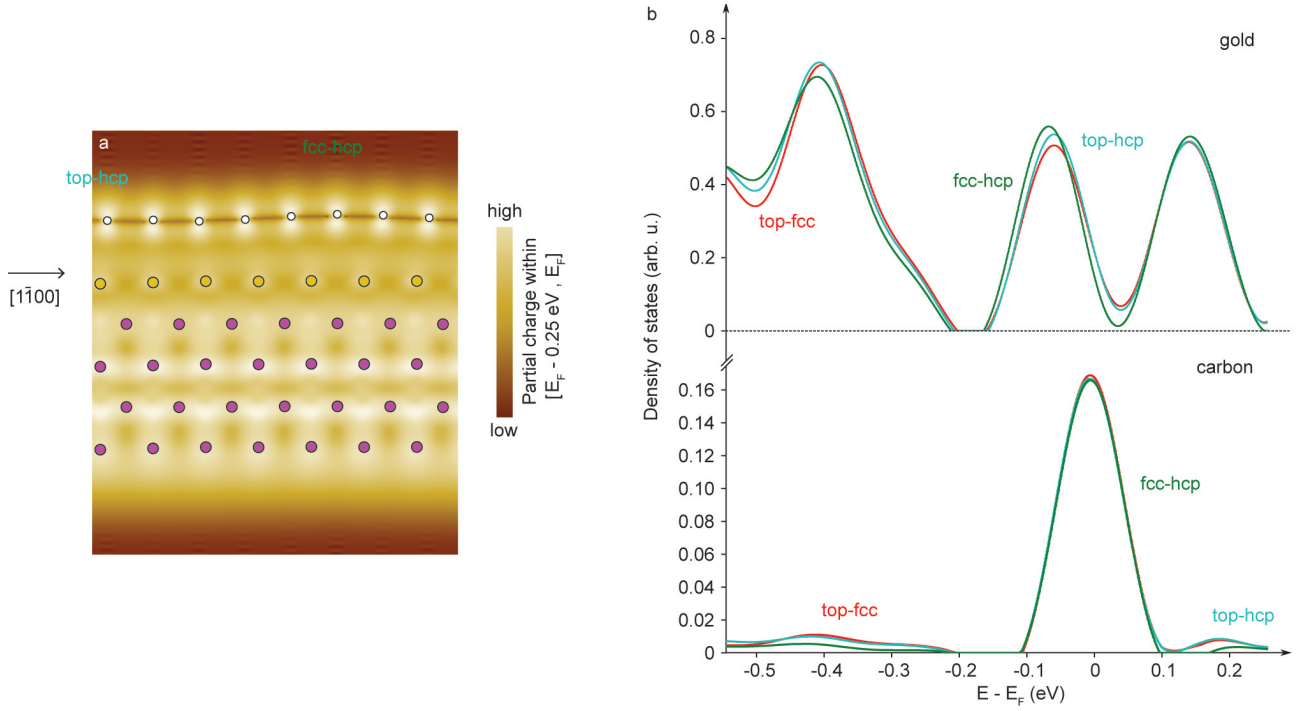 a
fcc-hcp
top-hcp
[11̄00]
high
low
Partial charge within
[E_F - 0.25 eV , E_F]
b
gold
0.8
0.6
0.4
0.2
0
top-hcp
fcc-hcp
top-fcc
Density of states (arb. u.)
carbon
0.16
0.14
0.12
0.10
0.08
0.06
0.04
0.02
0
fcc-hcp
top-fcc
top-hcp
-0.5 -0.4 -0.3 -0.2 -0.1 0 0.1 0.2
E - E_F (eV)